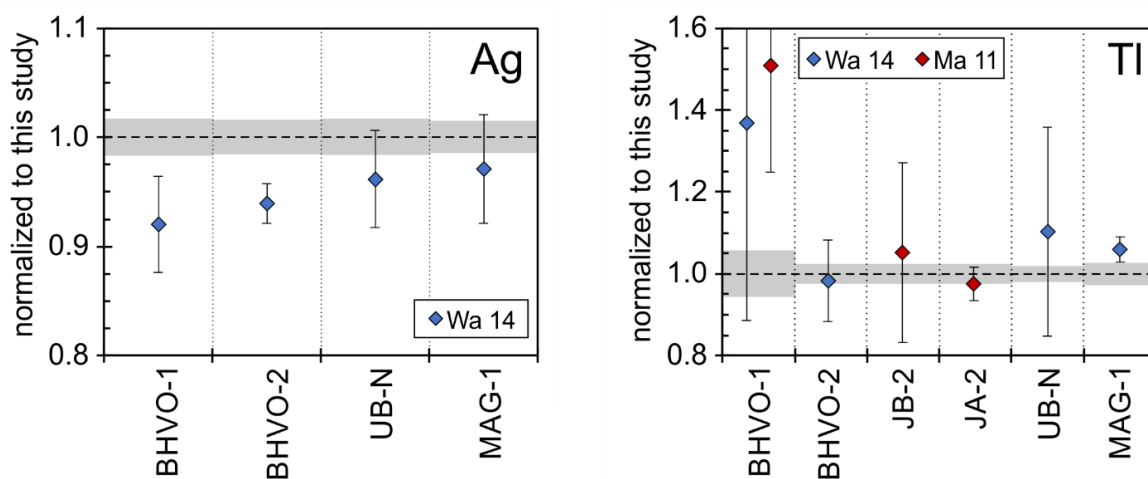 normalized to this study
1.1
1.0
0.9
0.8
Ag
Wa 14
BHVO-1
BHVO-2
UB-N
MAG-1
normalized to this study
1.6
1.4
1.2
1.0
0.8
Wa 14
Ma 11
Tl
BHVO-1
BHVO-2
JB-2
JA-2
UB-N
MAG-1